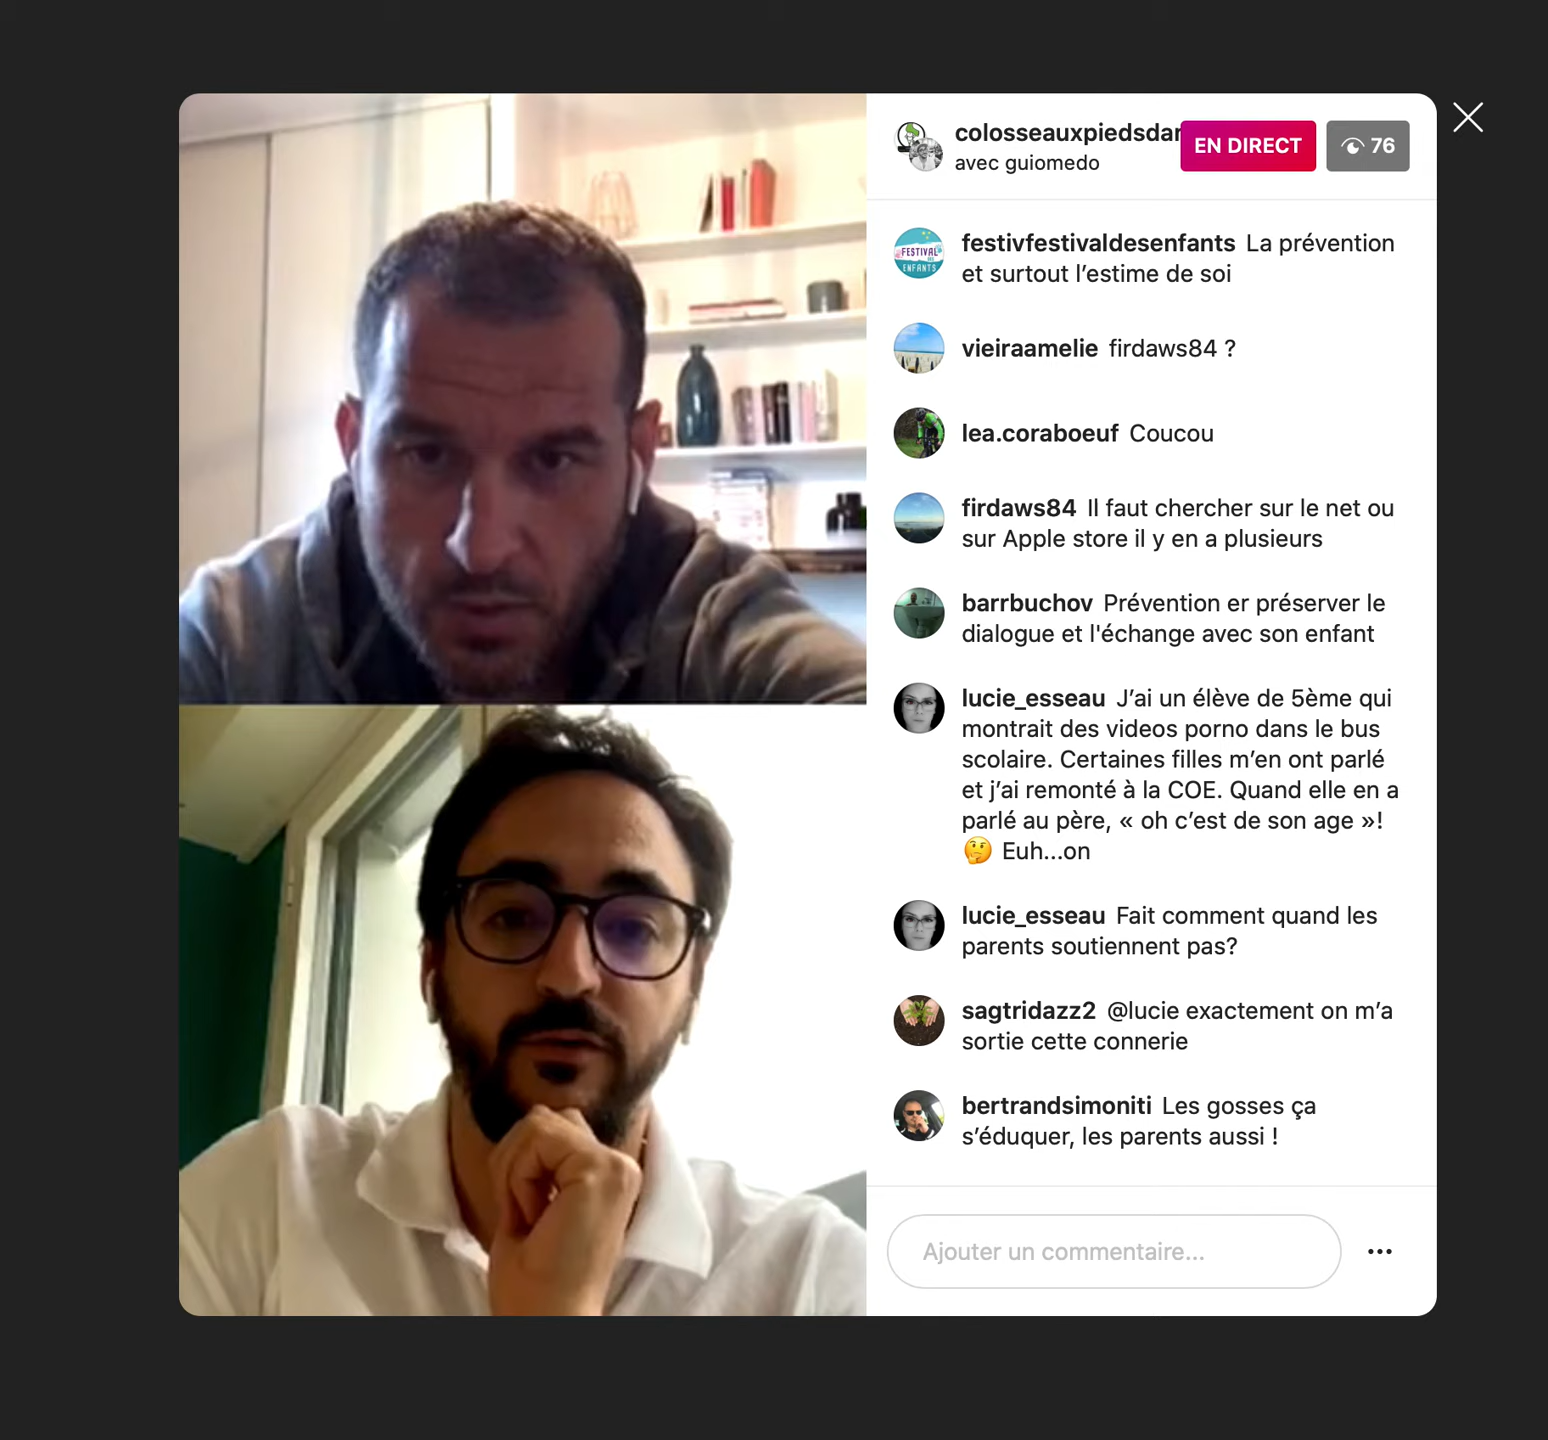 colosseauxpiedsdar
avec guiomedo
EN DIRECT
76
FESTIVAL
DES
ENFANTS
festivfestivaldesenfants La prévention
et surtout l’estime de soi
vieiraamelie firdaws84 ?
lea.coraboeuf Coucou
firdaws84 Il faut chercher sur le net ou
sur Apple store il y en a plusieurs
barrbuchov Prévention er préserver le
dialogue et l'échange avec son enfant
lucie_esseau J’ai un élève de 5ème qui
montrait des videos porno dans le bus
scolaire. Certaines filles m’en ont parlé
et j’ai remonté à la COE. Quand elle en a
parlé au père, « oh c’est de son age »!
🤔 Euh...on
lucie_esseau Fait comment quand les
parents soutiennent pas?
sagtridazz2 @lucie exactement on m’a
sortie cette connerie
bertrandsimoniti Les gosses ça
s’éduquer, les parents aussi !
Ajouter un commentaire...